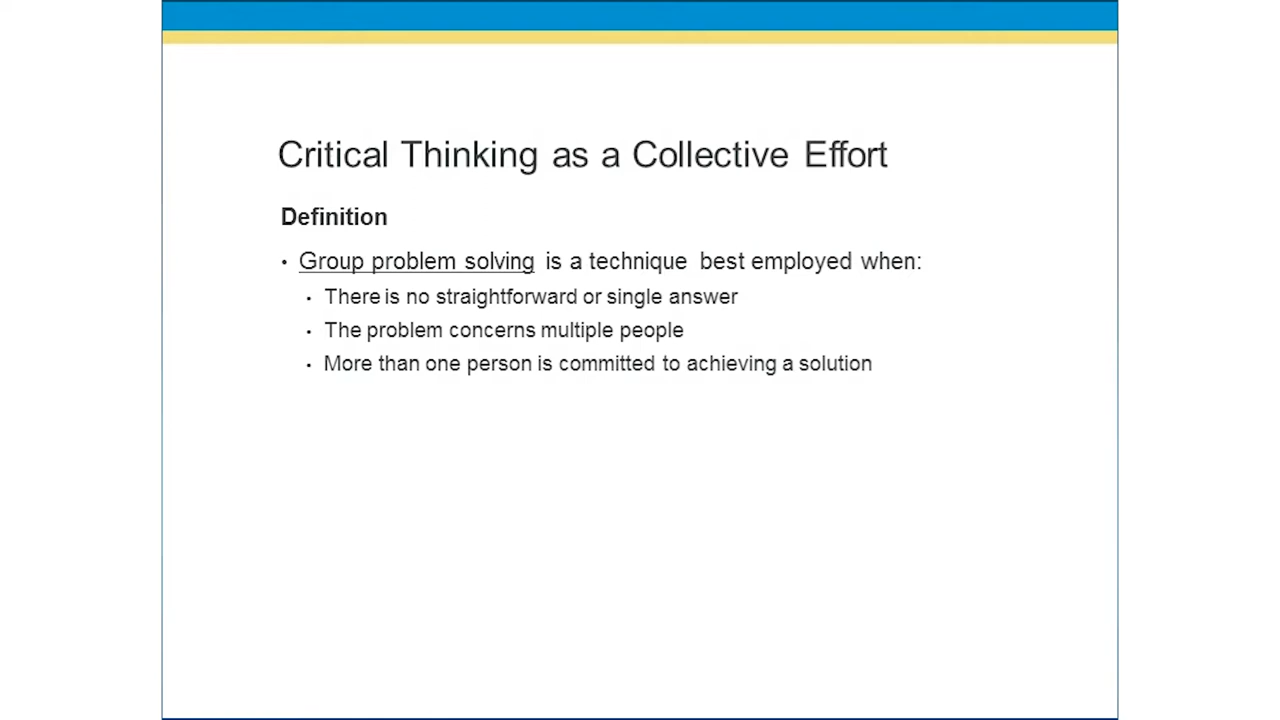 Critical Thinking as a Collective Effort
Definition
• Group problem solving is a technique best employed when:
• There is no straightforward or single answer
• The problem concerns multiple people
• More than one person is committed to achieving a solution